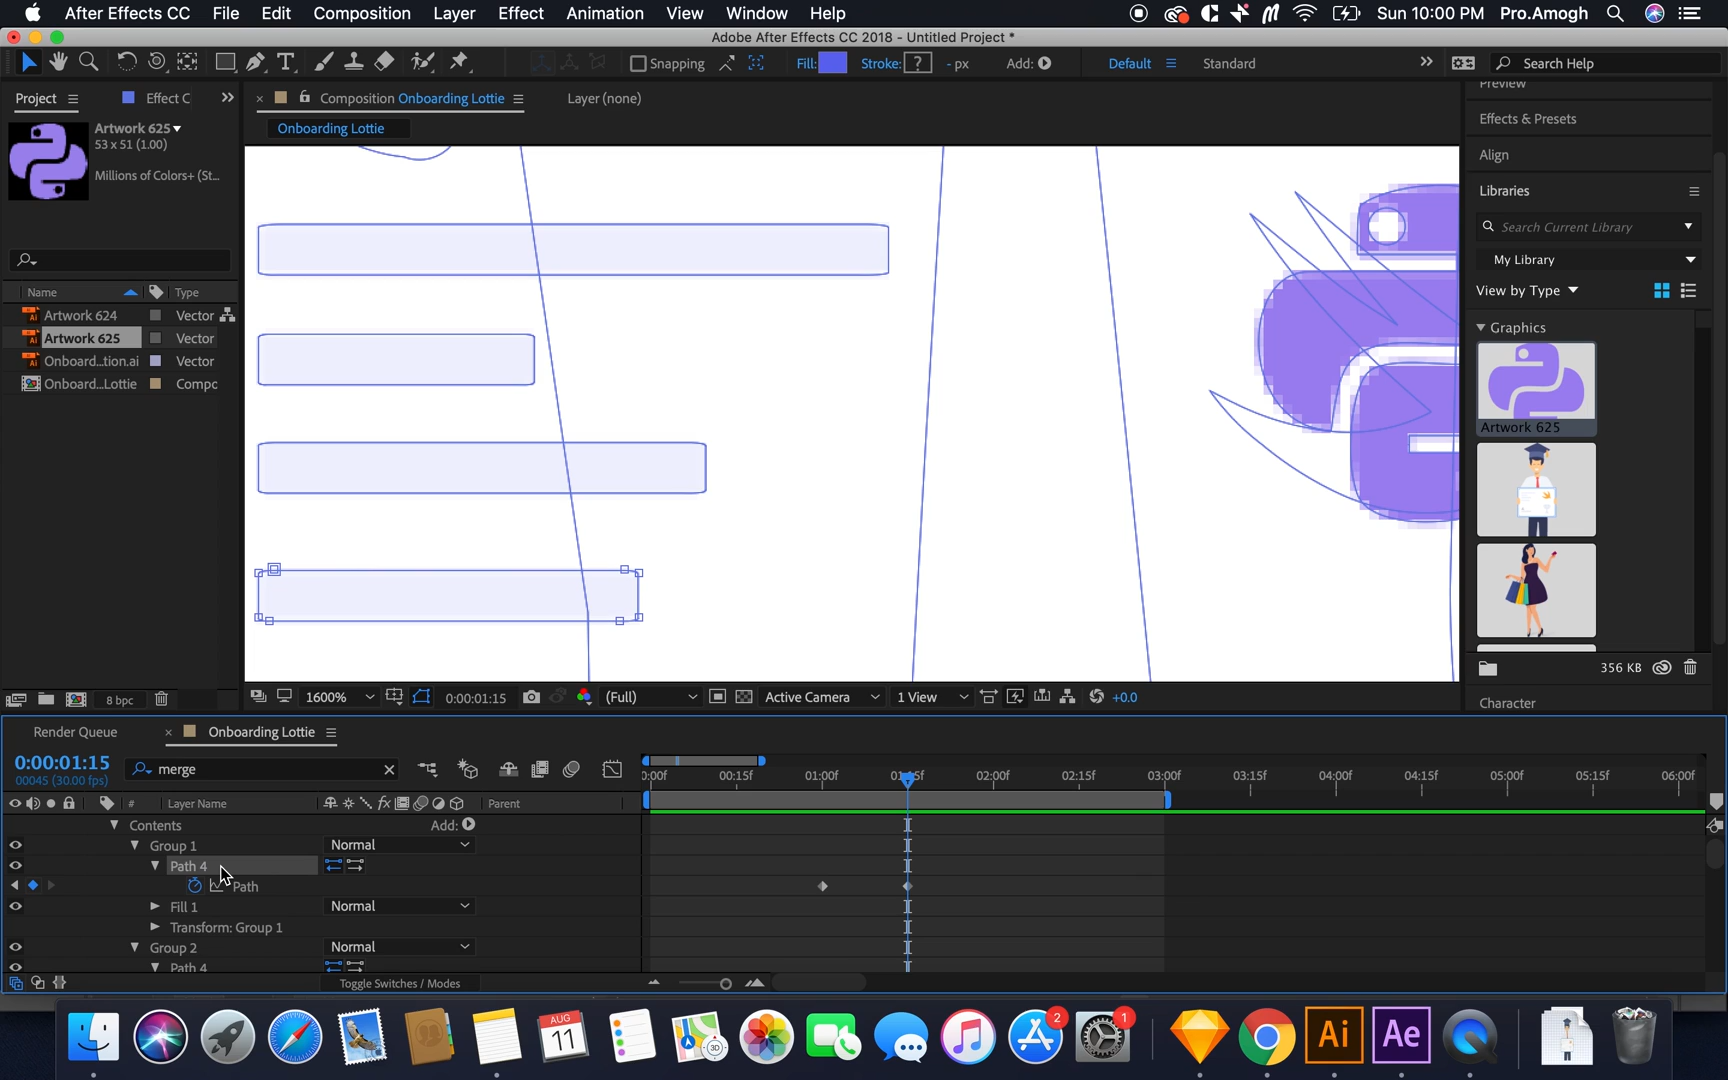 After Effects CC File Edit Composition Layer Effect Animation View Window Help Sun 10:00 PM Pro.Amogh
Adobe After Effects CC 2018 - Untitled Project *
Snapping Fill: Stroke: ? - px Add: Default Standard Search Help
Project Effect C Composition Onboarding Lottie Layer (none) Preview
Artwork 625 Onboarding Lottie Effects & Presets
53 x 51 (1.00)
Millions of Colors+ (St... Align
Libraries
Search Current Library
My Library
Name Type View by Type
Artwork 624 Vector Graphics
Artwork 625 Vector
Onboard...tion.ai Vector
Onboard...Lottie Compo
Artwork 625
356 KB
8 bpc 1600% 0:00:01:15 (Full) Active Camera 1 View +0.0 Character
Render Queue Onboarding Lottie
0:00:01:15 merge
00045 (30.00 fps) 0:00f 00:15f 01:00f 02:00f 02:15f 03:00f 03:15f 04:00f 04:15f 05:00f 05:15f 06:00f
# Layer Name Parent
Contents Add:
Group 1 Normal
Path 4
Path
Fill 1 Normal
Transform: Group 1
Group 2 Normal
Path 4
Toggle Switches / Modes
AUG 11 3D 2 1 Ai Ae